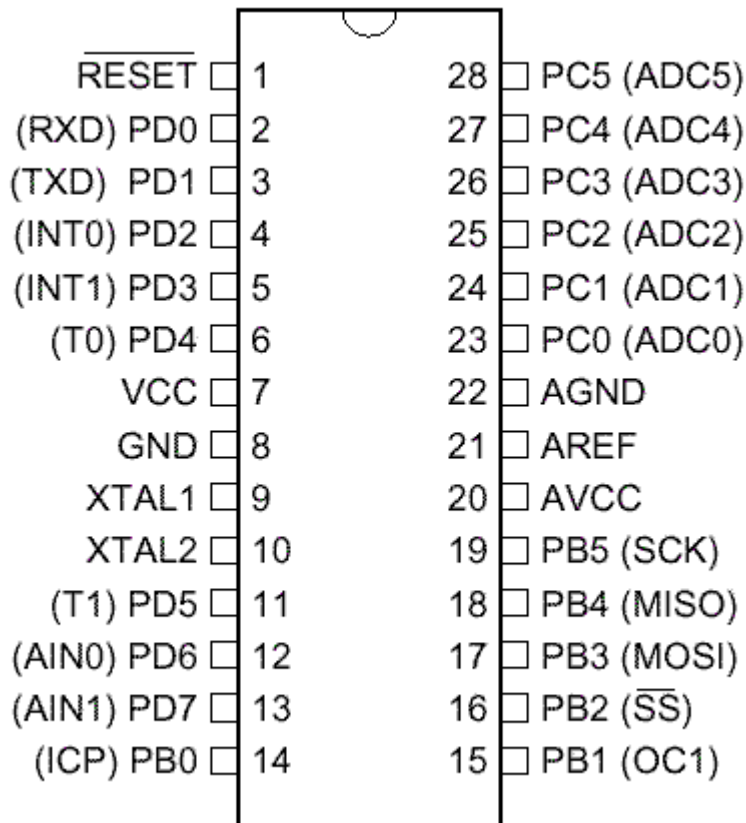 RESET 1 28 PC5 (ADC5)
(RXD) PD0 2 27 PC4 (ADC4)
(TXD) PD1 3 26 PC3 (ADC3)
(INT0) PD2 4 25 PC2 (ADC2)
(INT1) PD3 5 24 PC1 (ADC1)
(T0) PD4 6 23 PC0 (ADC0)
VCC 7 22 AGND
GND 8 21 AREF
XTAL1 9 20 AVCC
XTAL2 10 19 PB5 (SCK)
(T1) PD5 11 18 PB4 (MISO)
(AIN0) PD6 12 17 PB3 (MOSI)
(AIN1) PD7 13 16 PB2 (SS)
(ICP) PB0 14 15 PB1 (OC1)